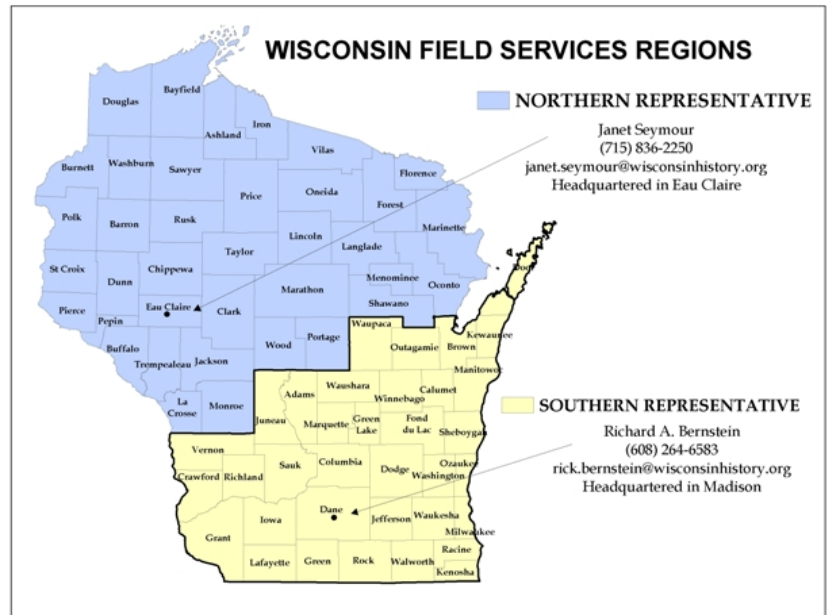 WISCONSIN FIELD SERVICES REGIONS
NORTHERN REPRESENTATIVE
Janet Seymour
(715) 836-2250
janet.seymour@wisconsinhistory.org
Headquartered in Eau Claire
Douglas
Bayfield
Ashland
Iron
Vilas
Florence
Burnett
Washburn
Sawyer
Price
Oneida
Forest
Marinette
Polk
Barron
Rusk
Taylor
Lincoln
Langlade
St Croix
Dunn
Chippewa
Menominee
Oconto
Marathon
Shawano
Pierce
Pepin
Eau Claire
Clark
Buffalo
Trempealeau
Jackson
Wood
Portage
La
Crosse
Monroe
Door
Waupaca
Outagamie
Brown
Kewaunee
Manitowoc
Waushara
Winnebago
Calumet
Adams
Juneau
Marquette
Green
Lake
Fond
du Lac
Sheboygan
SOUTHERN REPRESENTATIVE
Richard A. Bernstein
(608) 264-6583
rick.bernstein@wisconsinhistory.org
Headquartered in Madison
Vernon
Crawford
Richland
Sauk
Columbia
Dodge
Washington
Ozaukee
Grant
Iowa
Dane
Jefferson
Waukesha
Milwaukee
Lafayette
Green
Rock
Walworth
Racine
Kenosha